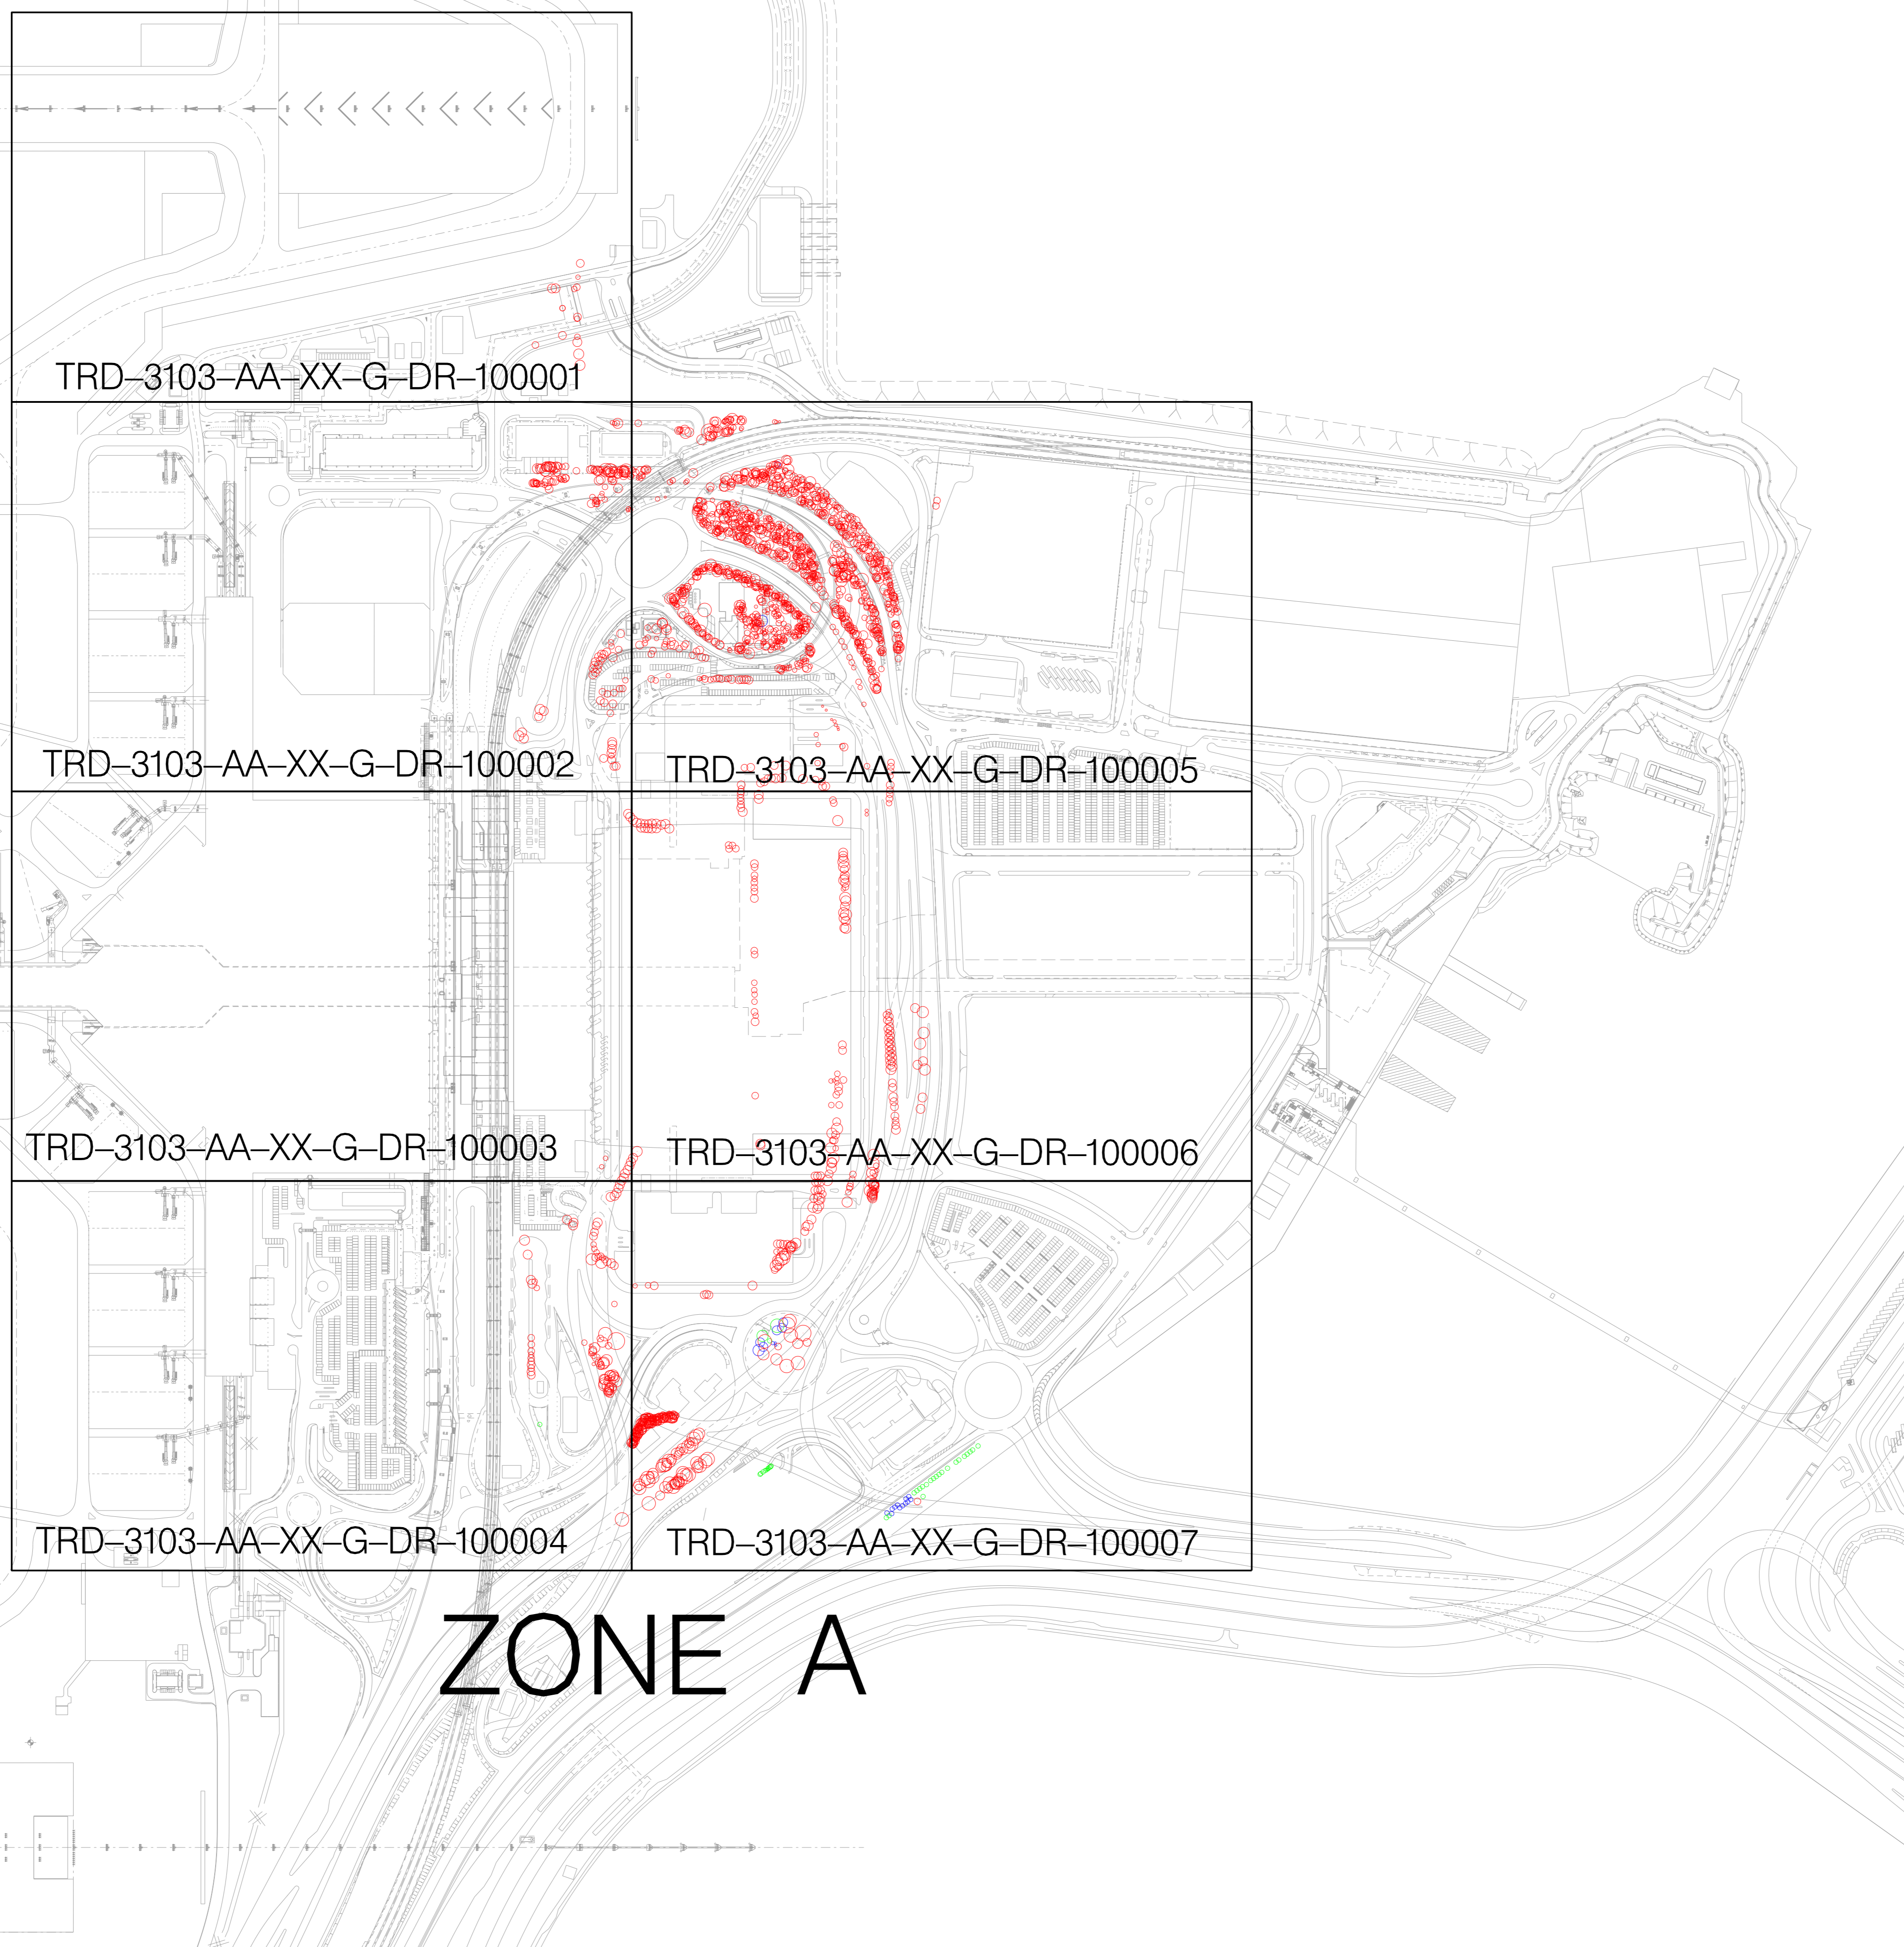 TRD–3103–AA–XX–G–DR–100001
TRD–3103–AA–XX–G–DR–100002
TRD–3103–AA–XX–G–DR–100005
TRD–3103–AA–XX–G–DR–100003
TRD–3103–AA–XX–G–DR–100006
TRD–3103–AA–XX–G–DR–100004
TRD–3103–AA–XX–G–DR–100007
ZONE A